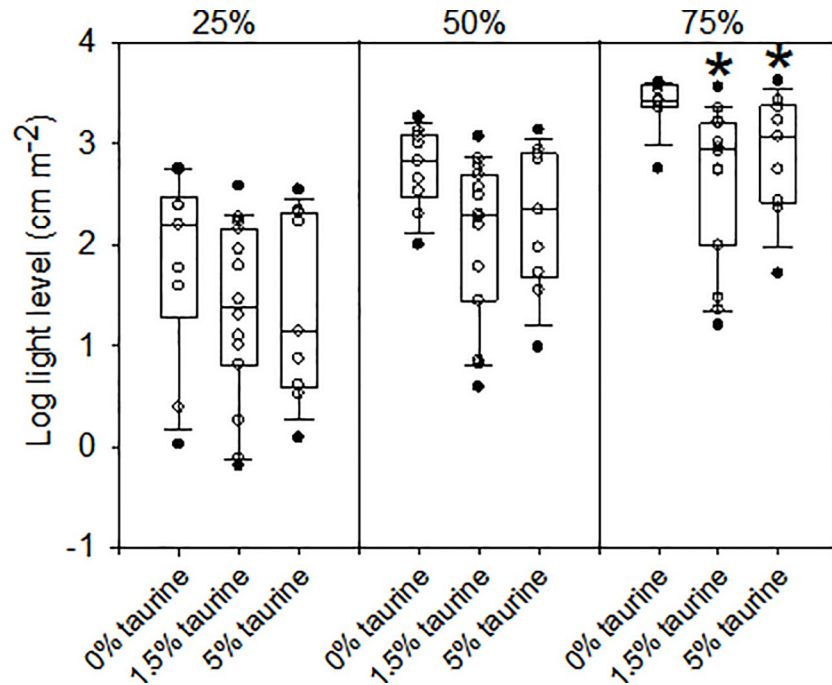 25% 50% 75%
* *
Log light level (cm m-2)
4
3
2
1
0
-1
0% taurine
1.5% taurine
5% taurine
0% taurine
1.5% taurine
5% taurine
0% taurine
1.5% taurine
5% taurine